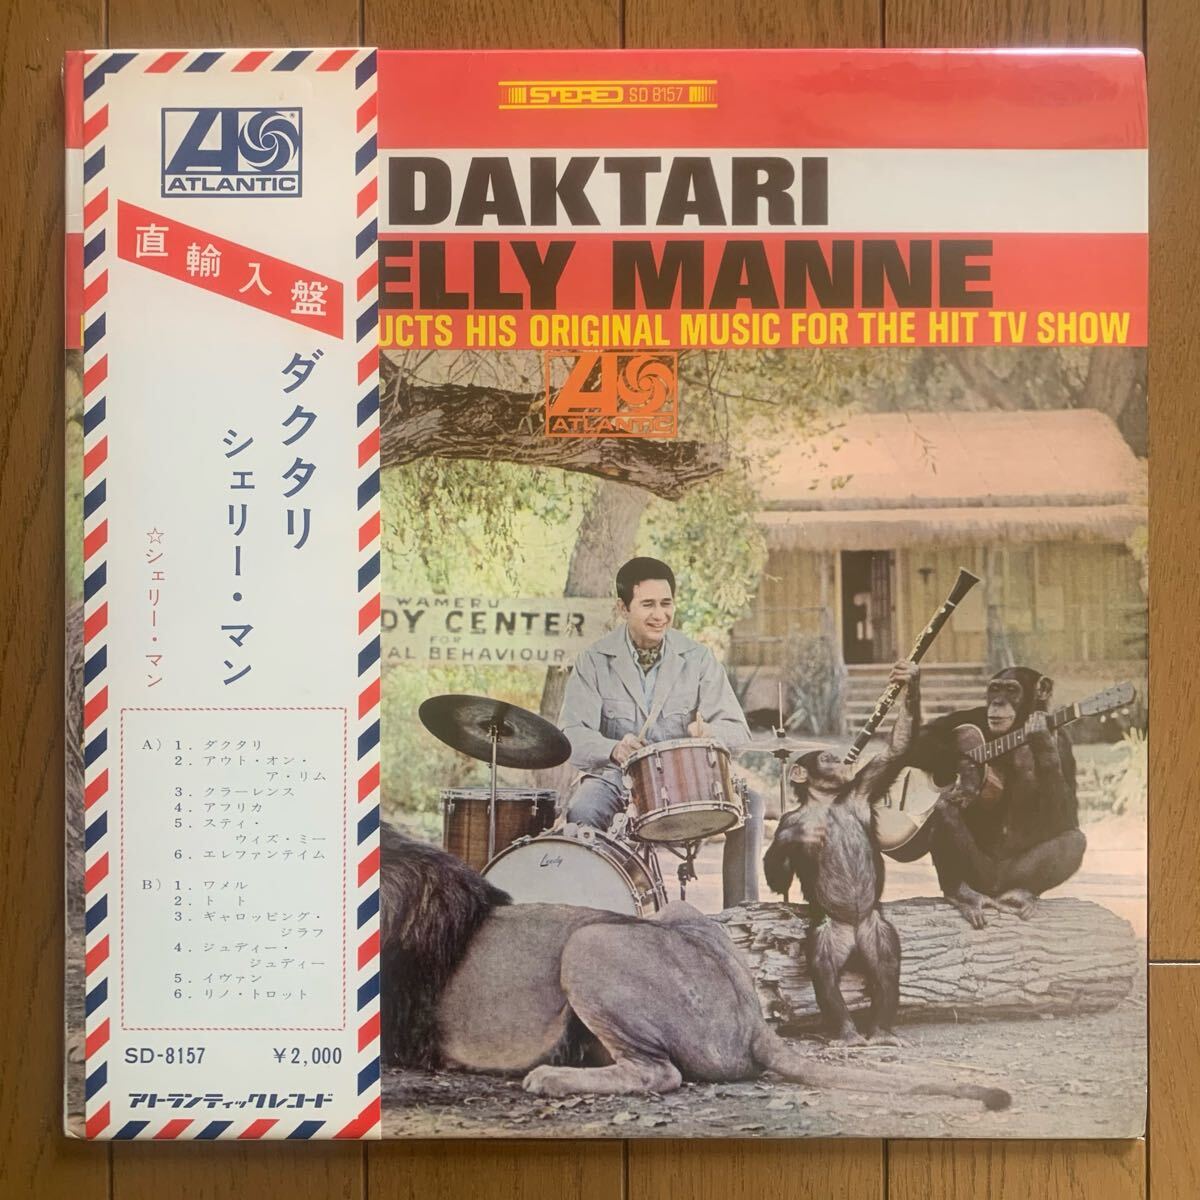 ATLANTIC
直輸入盤
ダクタリ
シェリー・マン
☆シェリー・マン
A) 1. ダクタリ
2. アウト・オン・
ア・リム
3. クラーレンス
4. アフリカ
5. スティ・
ウィズ・ミー
6. エレファンテイム
B) 1. ワメル
2. トト
3. ギャロッピング・
ジラフ
4. ジュディー・
ジュディー
5. イヴァン
6. リノ・トロット
SD-8157 ¥2,000
アトランティックレコード
STEREO SD 8157
DAKTARI
ELLY MANNE
UCTS HIS ORIGINAL MUSIC FOR THE HIT TV SHOW
ATLANTIC
WAMERU
DY CENTER
FOR
AL BEHAVIOUR
Leedy